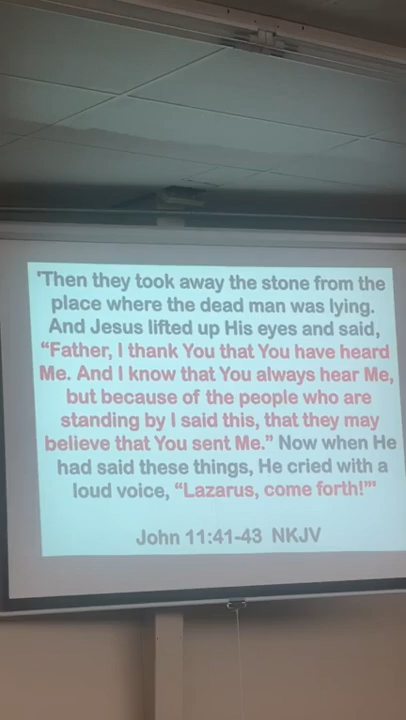 'Then they took away the stone from the
place where the dead man was lying.
And Jesus lifted up His eyes and said,
“Father, I thank You that You have heard
Me. And I know that You always hear Me,
but because of the people who are
standing by I said this, that they may
believe that You sent Me.” Now when He
had said these things, He cried with a
loud voice, “Lazarus, come forth!”'
John 11:41-43 NKJV